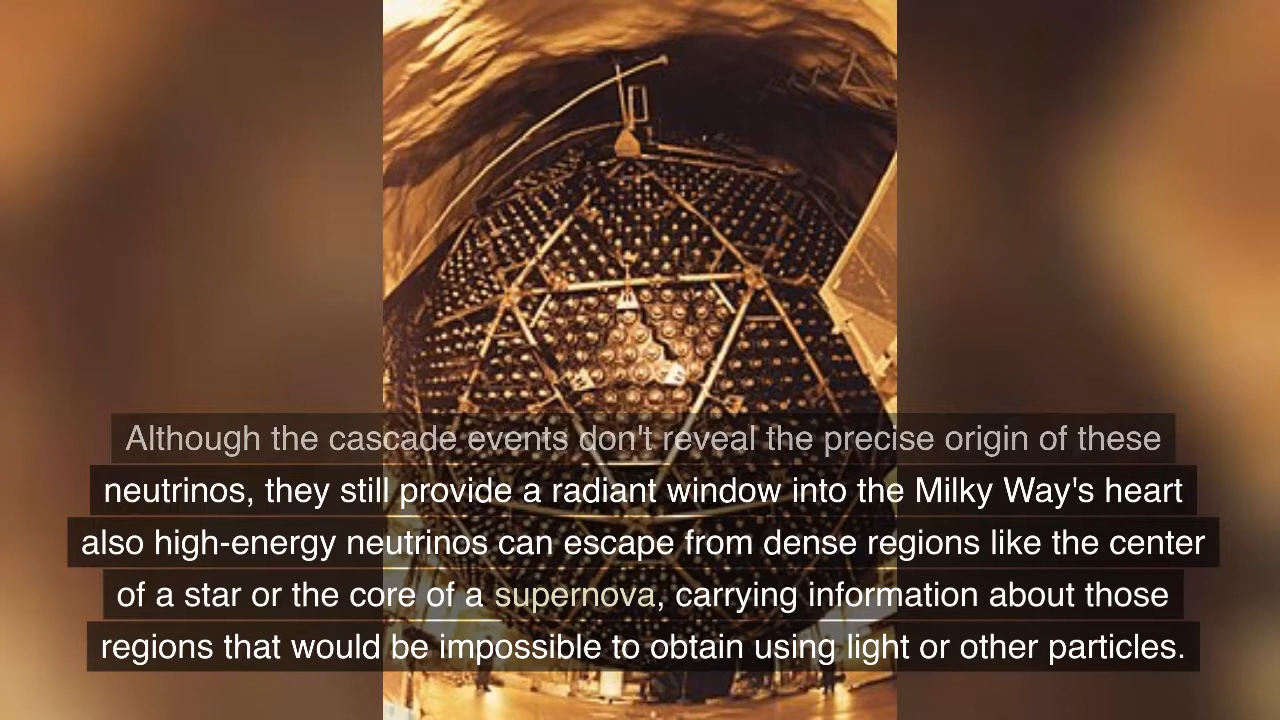 Although the cascade events don't reveal the precise origin of these
neutrinos, they still provide a radiant window into the Milky Way's heart
also high-energy neutrinos can escape from dense regions like the center
of a star or the core of a supernova, carrying information about those
regions that would be impossible to obtain using light or other particles.